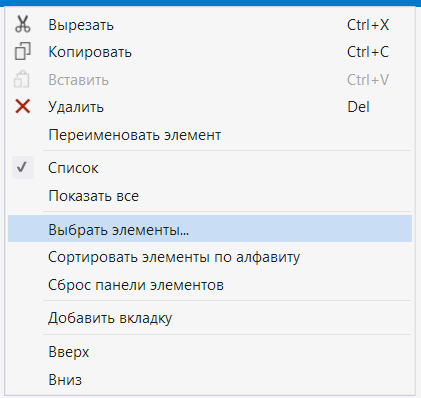 Вырезать Ctrl+X
Копировать Ctrl+C
Вставить Ctrl+V
Удалить Del
Переименовать элемент
Список
Показать все
Выбрать элементы...
Сортировать элементы по алфавиту
Сброс панели элементов
Добавить вкладку
Вверх
Вниз